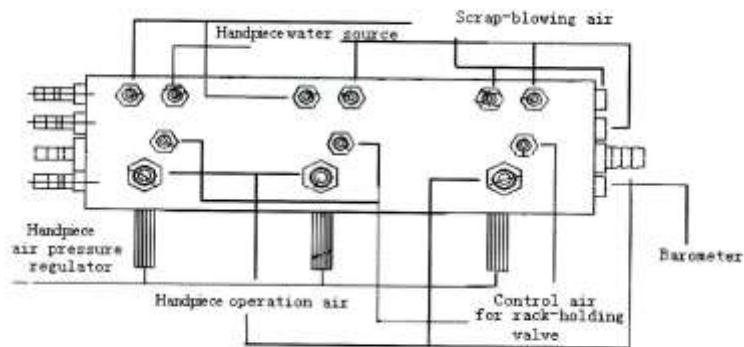 Scrap-blowing air
Handpiece water source
Handpiece
air pressure
regulator
Barometer
Handpiece operation air
Control air
for rack-holding
valve